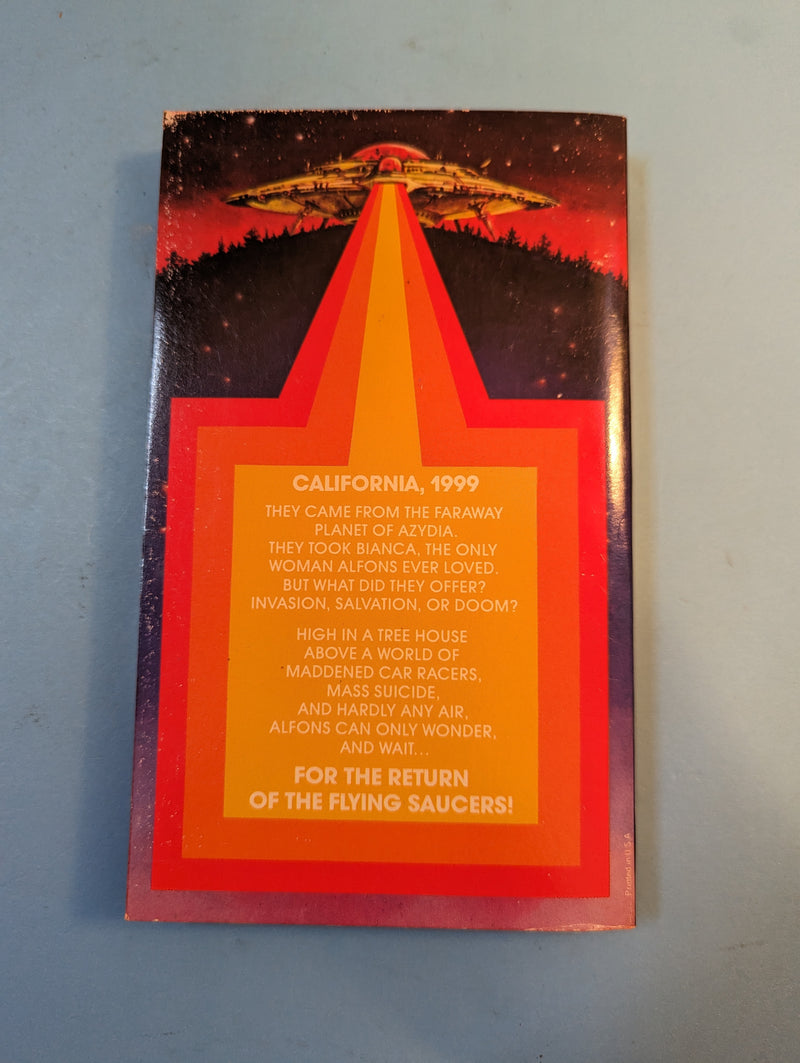 CALIFORNIA, 1999
THEY CAME FROM THE FARAWAY
PLANET OF AZYDIA.
THEY TOOK BIANCA, THE ONLY
WOMAN ALFONS EVER LOVED.
BUT WHAT DID THEY OFFER?
INVASION, SALVATION, OR DOOM?
HIGH IN A TREE HOUSE
ABOVE A WORLD OF
MADDENED CAR RACERS,
MASS SUICIDE,
AND HARDLY ANY AIR,
ALFONS CAN ONLY WONDER,
AND WAIT...
FOR THE RETURN
OF THE FLYING SAUCERS!
Printed in U.S.A.